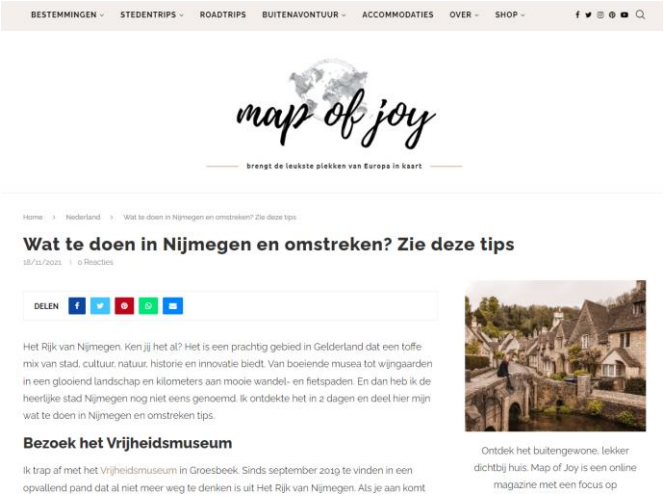 BESTEMMINGEN STEDENTRIPS ROADTRIPS BUITENAVONTUUR ACCOMMODATIES OVER SHOP
map of joy
brengt de leukste plekken van Europa in kaart
Home > Nederland > Wat te doen in Nijmegen en omstreken? Zie deze tips
Wat te doen in Nijmegen en omstreken? Zie deze tips
18/11/2021 | 0 Reacties
DELEN
Het Rijk van Nijmegen. Ken jij het al? Het is een prachtig gebied in Gelderland dat een toffe
mix van stad, cultuur, natuur, historie en innovatie biedt. Van boeiende musea tot wijngaarden
in een glooiend landschap en kilometers aan mooie wandel- en fietspaden. En dan heb ik de
heerlijke stad Nijmegen nog niet eens genoemd. Ik ontdekte het in 2 dagen en deel hier mijn
wat te doen in Nijmegen en omstreken tips.
Bezoek het Vrijheidsmuseum
Ik trap af met het Vrijheidsmuseum in Groesbeek. Sinds september 2019 te vinden in een
opvallend pand dat al niet meer weg te denken is uit Het Rijk van Nijmegen. Als je aan komt
Ontdek het buitengewone, lekker
dichtbij huis. Map of Joy is een online
magazine met een focus op